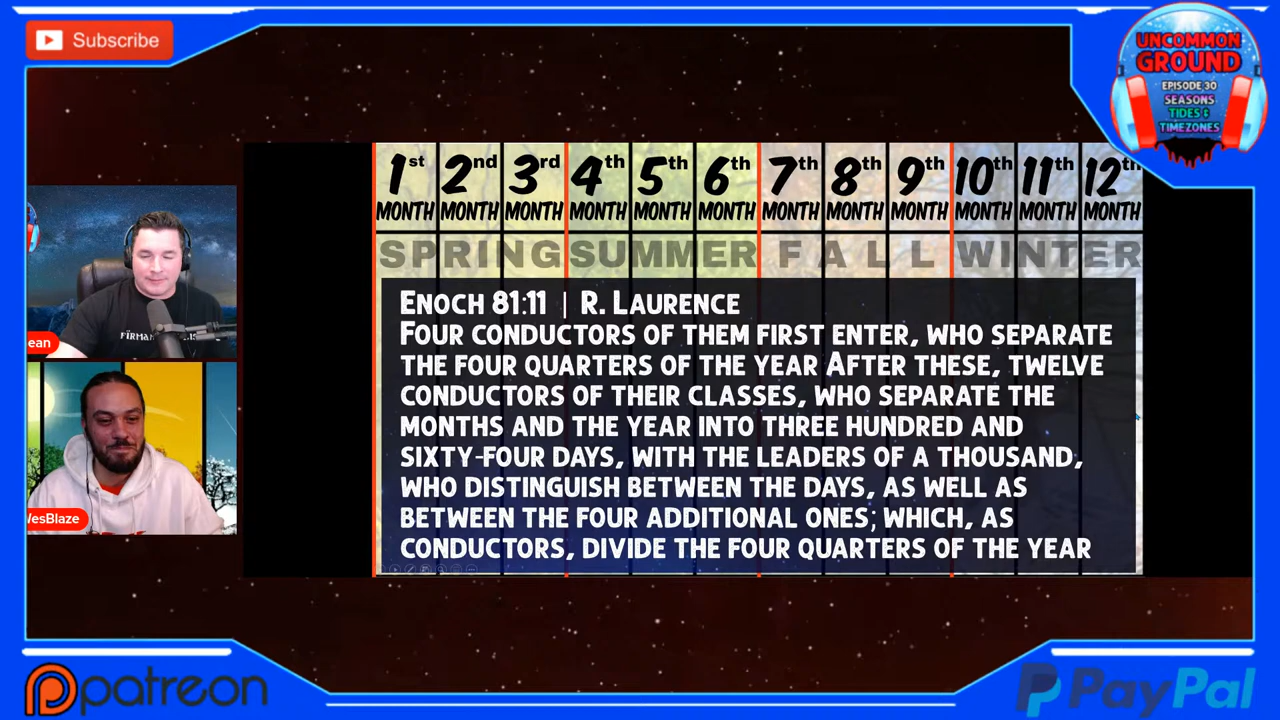 Subscribe
UNCOMMON
GROUND
EPISODE 30
SEASONS
TIDES &
TIMEZONES
1st 2nd 3rd 4th 5th 6th 7th 8th 9th 10th 11th 12th
MONTH MONTH MONTH MONTH MONTH MONTH MONTH MONTH MONTH MONTH MONTH MONTH
SPRING SUMMER FALL WINTER
ENOCH 81:11 | R. LAURENCE
FOUR CONDUCTORS OF THEM FIRST ENTER, WHO SEPARATE
THE FOUR QUARTERS OF THE YEAR AFTER THESE, TWELVE
CONDUCTORS OF THEIR CLASSES, WHO SEPARATE THE
MONTHS AND THE YEAR INTO THREE HUNDRED AND
SIXTY-FOUR DAYS, WITH THE LEADERS OF A THOUSAND,
WHO DISTINGUISH BETWEEN THE DAYS, AS WELL AS
BETWEEN THE FOUR ADDITIONAL ONES; WHICH, AS
CONDUCTORS, DIVIDE THE FOUR QUARTERS OF THE YEAR
ean
WesBlaze
patreon
PayPal